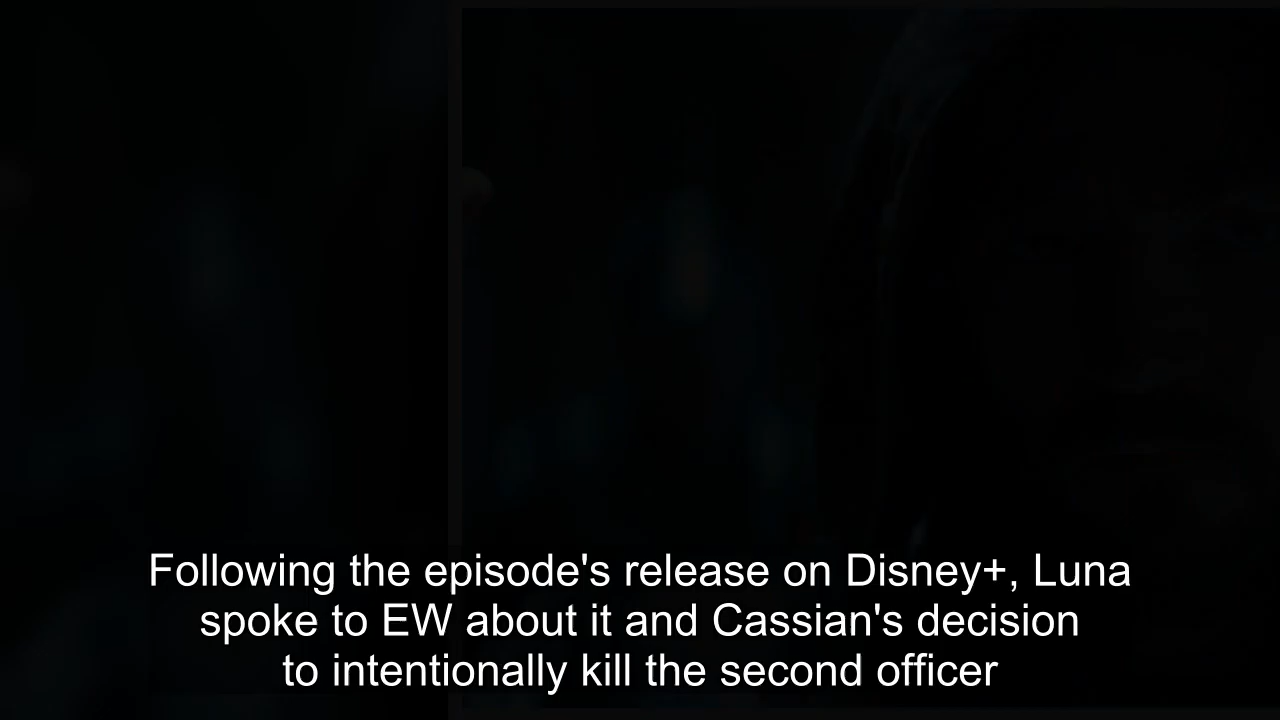 Following the episode's release on Disney+, Luna
spoke to EW about it and Cassian's decision
to intentionally kill the second officer